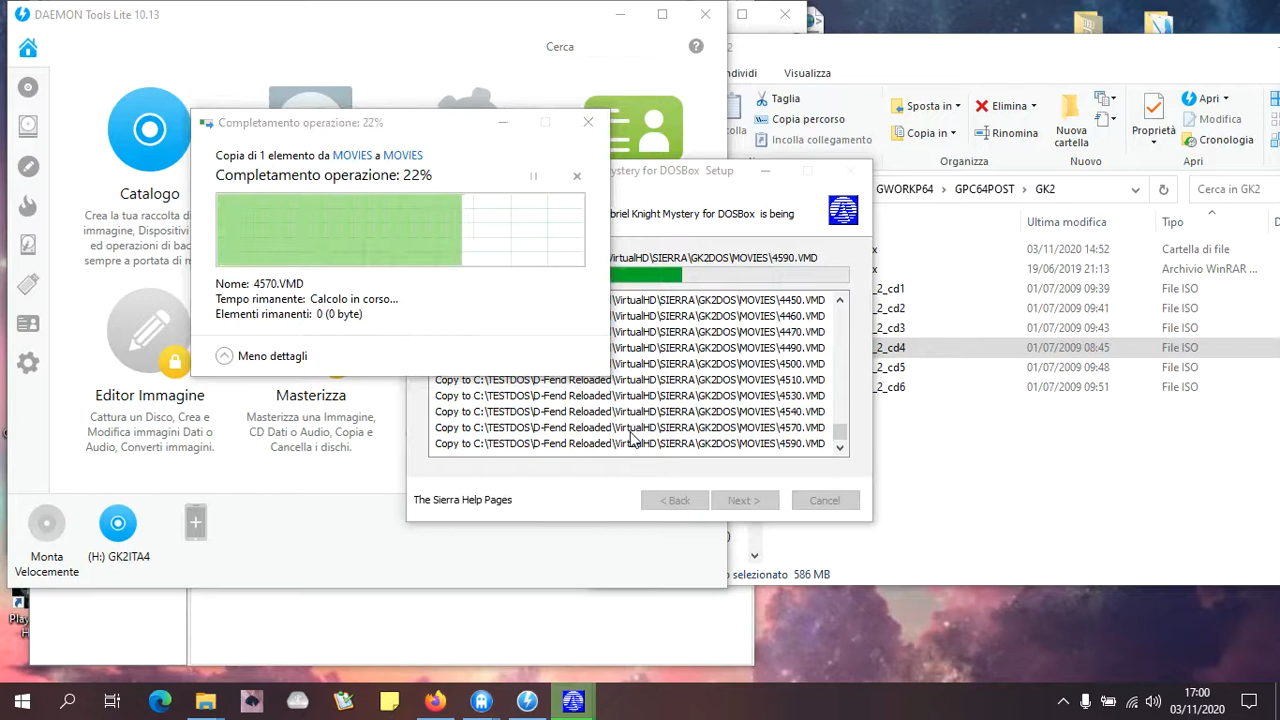 DAEMON Tools Lite 10.13
Cerca
Catalogo
Crea la tua raccolta di
immagine, Dispositivi
ed operazioni di ba
sempre a portata di m
Editor Immagine
Cattura un Disco, Crea e
Modifica immagini Dati o
Audio, Converti immagini.
Masterizza
Masterizza una Immagine,
CD Dati o Audio, Copia e
Cancella i dischi.
Monta
Velocemente
(H:) GK2ITA4
Completamento operazione: 22%
Copia di 1 elemento da MOVIES a MOVIES
Completamento operazione: 22%
Nome: 4570.VMD
Tempo rimanente: Calcolo in corso...
Elementi rimanenti: 0 (0 byte)
Meno dettagli
ystery for DOSBox Setup
briel Knight Mystery for DOSBox is being
VirtualHD\SIERRA\GK2DOS\MOVIES\4590.VMD
VirtualHD\SIERRA\GK2DOS\MOVIES\4450.VMD
VirtualHD\SIERRA\GK2DOS\MOVIES\4460.VMD
VirtualHD\SIERRA\GK2DOS\MOVIES\4470.VMD
VirtualHD\SIERRA\GK2DOS\MOVIES\4490.VMD
VirtualHD\SIERRA\GK2DOS\MOVIES\4500.VMD
Copy to C:\TESTDOS\D-Fend Reloaded\VirtualHD\SIERRA\GK2DOS\MOVIES\4510.VMD
Copy to C:\TESTDOS\D-Fend Reloaded\VirtualHD\SIERRA\GK2DOS\MOVIES\4530.VMD
Copy to C:\TESTDOS\D-Fend Reloaded\VirtualHD\SIERRA\GK2DOS\MOVIES\4540.VMD
Copy to C:\TESTDOS\D-Fend Reloaded\VirtualHD\SIERRA\GK2DOS\MOVIES\4570.VMD
Copy to C:\TESTDOS\D-Fend Reloaded\VirtualHD\SIERRA\GK2DOS\MOVIES\4590.VMD
The Sierra Help Pages
< Back
Next >
Cancel
2
ndividi
Visualizza
olla
Taglia
Copia percorso
Incolla collegamento
Sposta in
Copia in
Elimina
Rinomina
Organizza
Nuova
cartella
Nuovo
Proprietà
Apri
Modifica
Cronologia
Apri
GWORKP64
GPC64POST
GK2
Cerca in GK2
Ultima modifica
Tipo
x 03/11/2020 14:52 Cartella di file
x 19/06/2019 21:13 Archivio WinRAR ...
_2_cd1 01/07/2009 09:43 File ISO
_2_cd2 01/07/2009 09:44 File ISO
_2_cd3 01/07/2009 09:41 File ISO
_2_cd4 01/07/2009 08:45 File ISO
_2_cd5 01/07/2009 09:48 File ISO
_2_cd6 01/07/2009 09:51 File ISO
o selezionato 586 MB
Play
H
17:00
03/11/2020